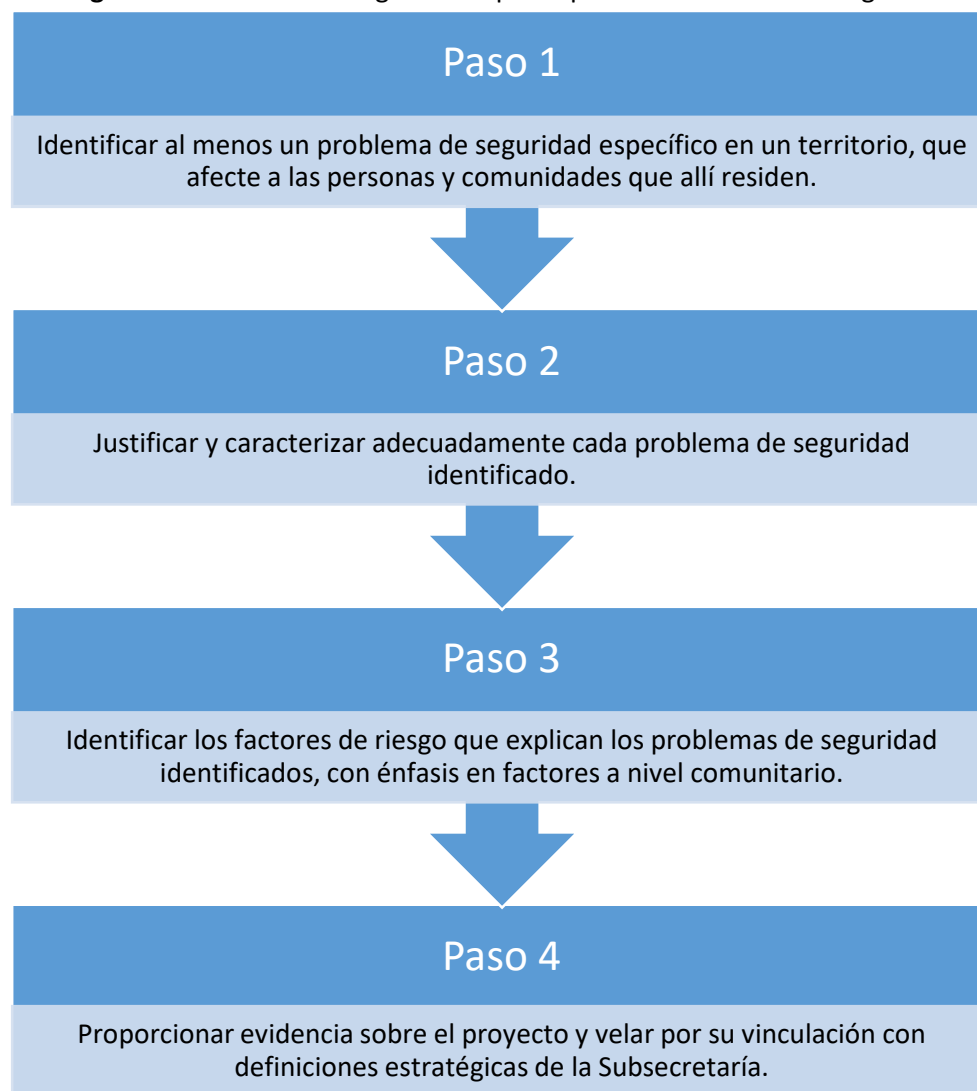 Paso 1
Identificar al menos un problema de seguridad específico en un territorio, que
afecte a las personas y comunidades que allí residen.
Paso 2
Justificar y caracterizar adecuadamente cada problema de seguridad
identificado.
Paso 3
Identificar los factores de riesgo que explican los problemas de seguridad
identificados, con énfasis en factores a nivel comunitario.
Paso 4
Proporcionar evidencia sobre el proyecto y velar por su vinculación con
definiciones estratégicas de la Subsecretaría.